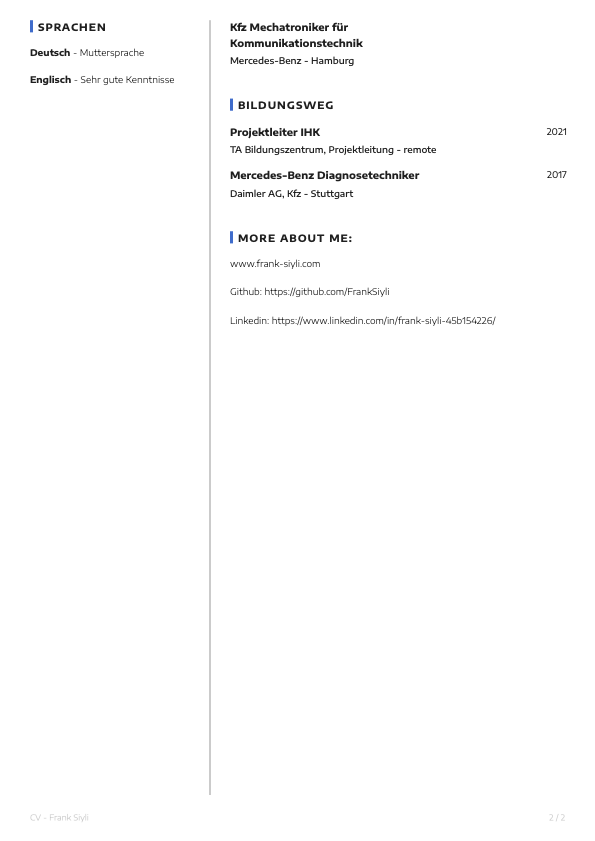 SPRACHEN
Deutsch - Muttersprache
Englisch - Sehr gute Kenntnisse
Kfz Mechatroniker für
Kommunikationstechnik
Mercedes-Benz - Hamburg
BILDUNGSWEG
Projektleiter IHK 2021
TA Bildungszentrum, Projektleitung - remote
Mercedes-Benz Diagnosetechniker 2017
Daimler AG, Kfz - Stuttgart
MORE ABOUT ME:
www.frank-siyli.com
Github: https://github.com/FrankSiyli
Linkedin: https://www.linkedin.com/in/frank-siyli-45b154226/
CV - Frank Siyli 2 / 2